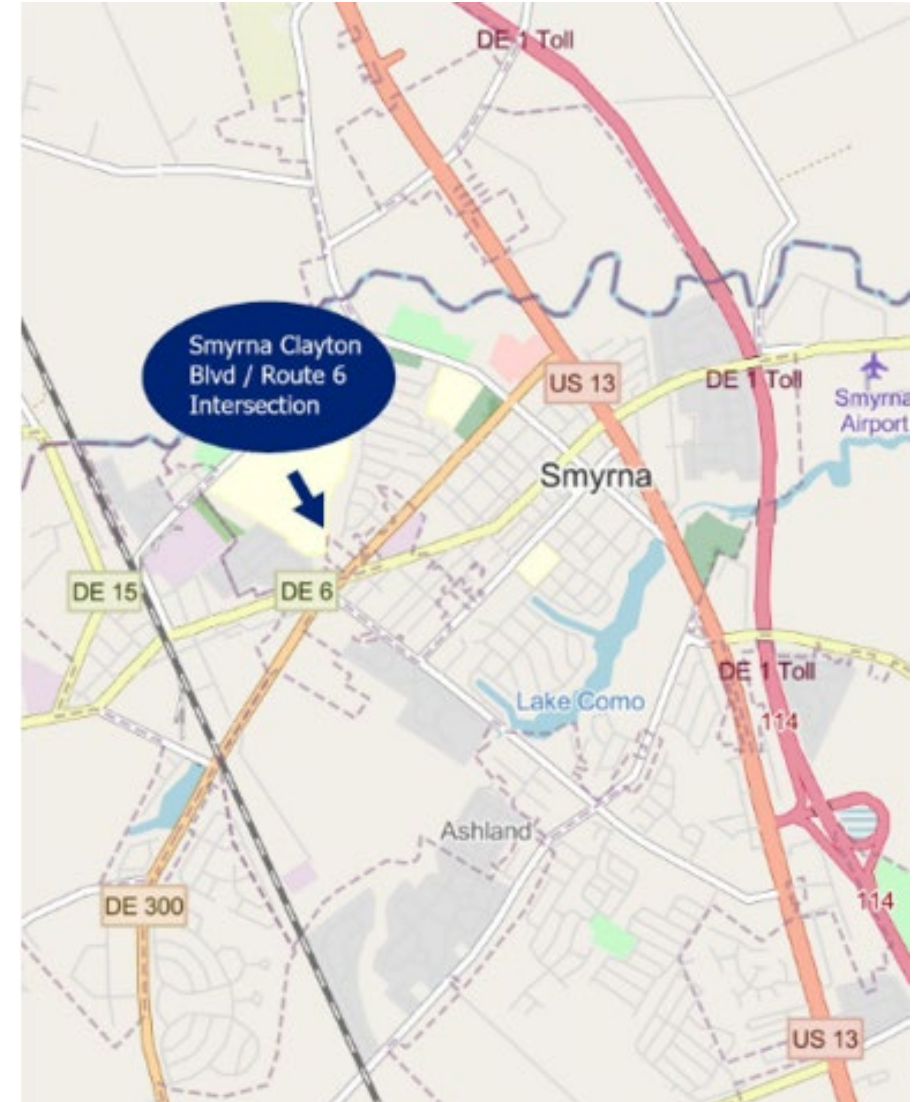 DE 1 Toll
Smyrna Clayton
Blvd / Route 6
Intersection
US 13
DE 1 Toll
Smyrna
Airport
Smyrna
DE 15
DE 6
DE 1 Toll
Lake Como
114
Ashland
114
DE 300
US 13